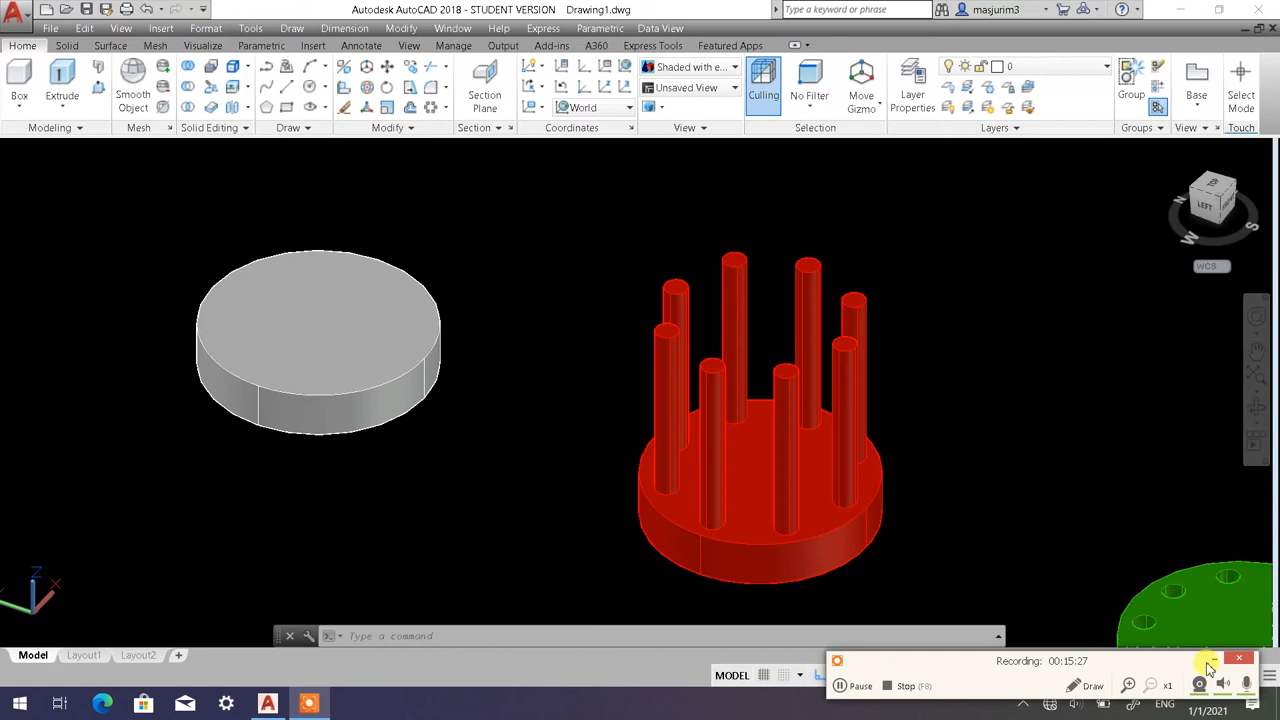 Autodesk AutoCAD 2018 - STUDENT VERSION Drawing1.dwg
Type a keyword or phrase
masjurim3
File Edit View Insert Format Tools Draw Dimension Modify Window Help Express Parametric Data View
Home Solid Surface Mesh Visualize Parametric Insert Annotate View Manage Output Add-ins A360 Express Tools Featured Apps
Box
Extrude
Smooth Object
Section Plane
World
Shaded with e...
Unsaved View
Culling
No Filter
Move Gizmo
Layer Properties
0
Group
Base
Select Mode
Modeling Mesh Solid Editing Draw Modify Section Coordinates View Selection Layers Groups View Touch
TOP
LEFT
N
S
W
WCS
Z
X
Type a command
Model Layout1 Layout2 +
MODEL
Recording: 00:15:27
Pause Stop (F8) Draw x1
ENG
1/1/2021